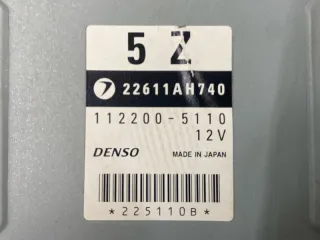 5 Z
22611AH740
112200-5110
12V
DENSO MADE IN JAPAN
*225110B*